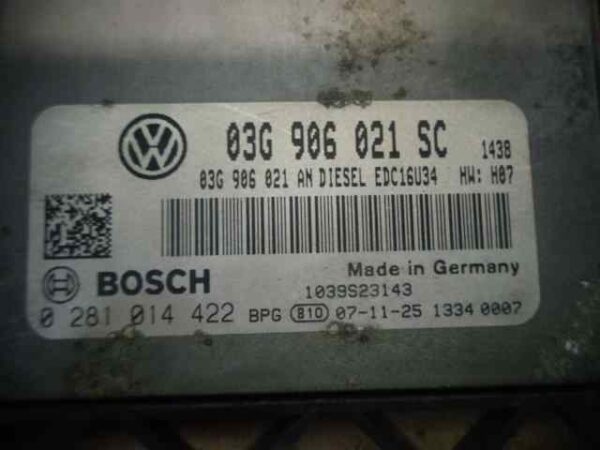 03G 906 021 SC 1438
03G 906 021 AN DIESEL EDC16U34 HW: H07
Made in Germany
BOSCH 1039S23143
0 281 014 422 BPG 810 07-11-25 1334 0007